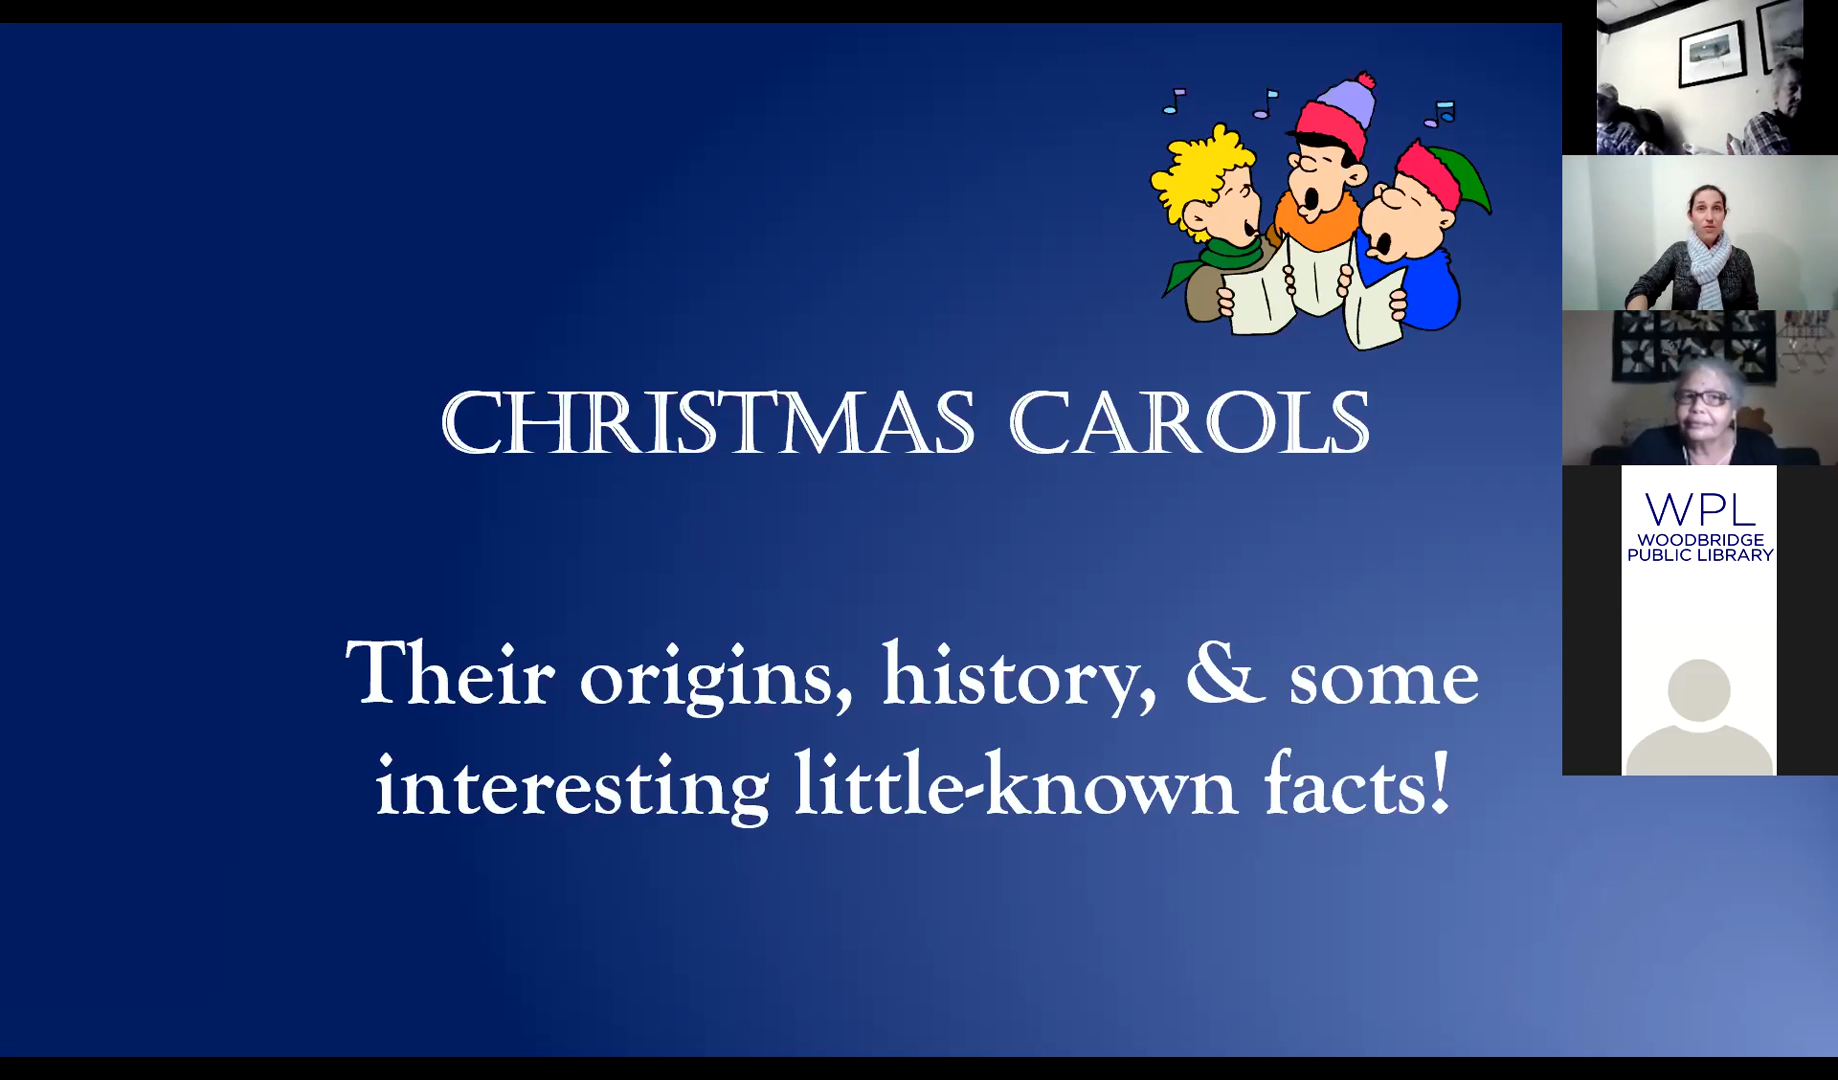 CHRISTMAS CAROLS
Their origins, history, & some
interesting little-known facts!
WPL
WOODBRIDGE
PUBLIC LIBRARY